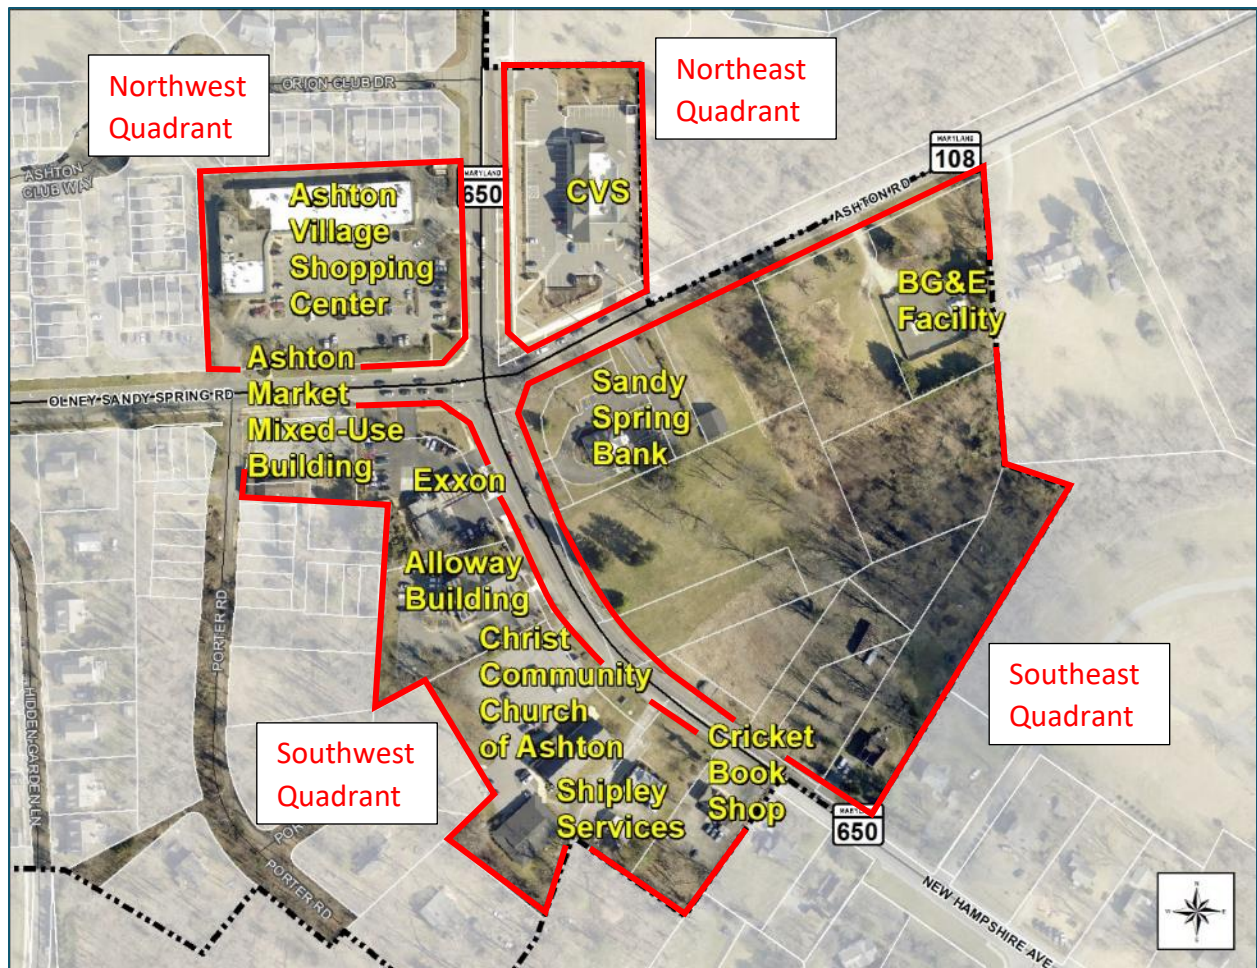 Northwest
Quadrant
Northeast
Quadrant
ORION CLUB DR
ASHTON
CLUB WAY
MARYLAND
650
MARYLAND
108
ASHTON RD
CVS
Ashton
Village
Shopping
Center
BG&E
Facility
Ashton
Market
Mixed-Use
Building
OLNEY SANDY SPRING RD
Sandy
Spring
Bank
Exxon
Alloway
Building
PORTER RD
Christ
Community
Church
of Ashton
Southeast
Quadrant
HIDDEN GARDEN LN
Southwest
Quadrant
Cricket
Book
Shop
Shipley
Services
MARYLAND
650
PORTER RD
NEW HAMPSHIRE AVE
N
E
S
W